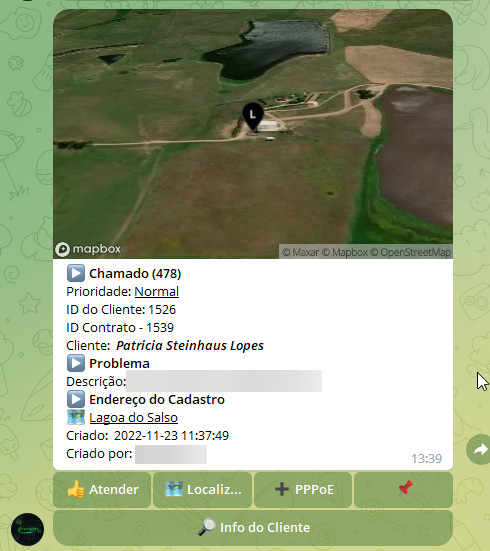 L
mapbox
© Maxar © Mapbox © OpenStreetMap
Chamado (478)
Prioridade: Normal
ID do Cliente: 1526
ID Contrato - 1539
Cliente: Patricia Steinhaus Lopes
Problema
Descrição:
Endereço do Cadastro
Lagoa do Salso
Criado: 2022-11-23 11:37:49
Criado por:
13:39
Atender
Localiz...
PPPoE
Info do Cliente